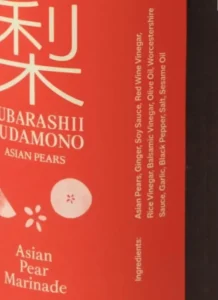 梨
UBARASHII
UDAMONO
ASIAN PEARS
Asian
Pear
Marinade
Ingredients:
Asian Pears, Ginger, Soy Sauce, Red Wine Vinegar,
Rice Vinegar, Balsamic Vinegar, Olive Oil, Worcestershire
Sauce, Garlic, Black Pepper, Salt, Sesame Oil